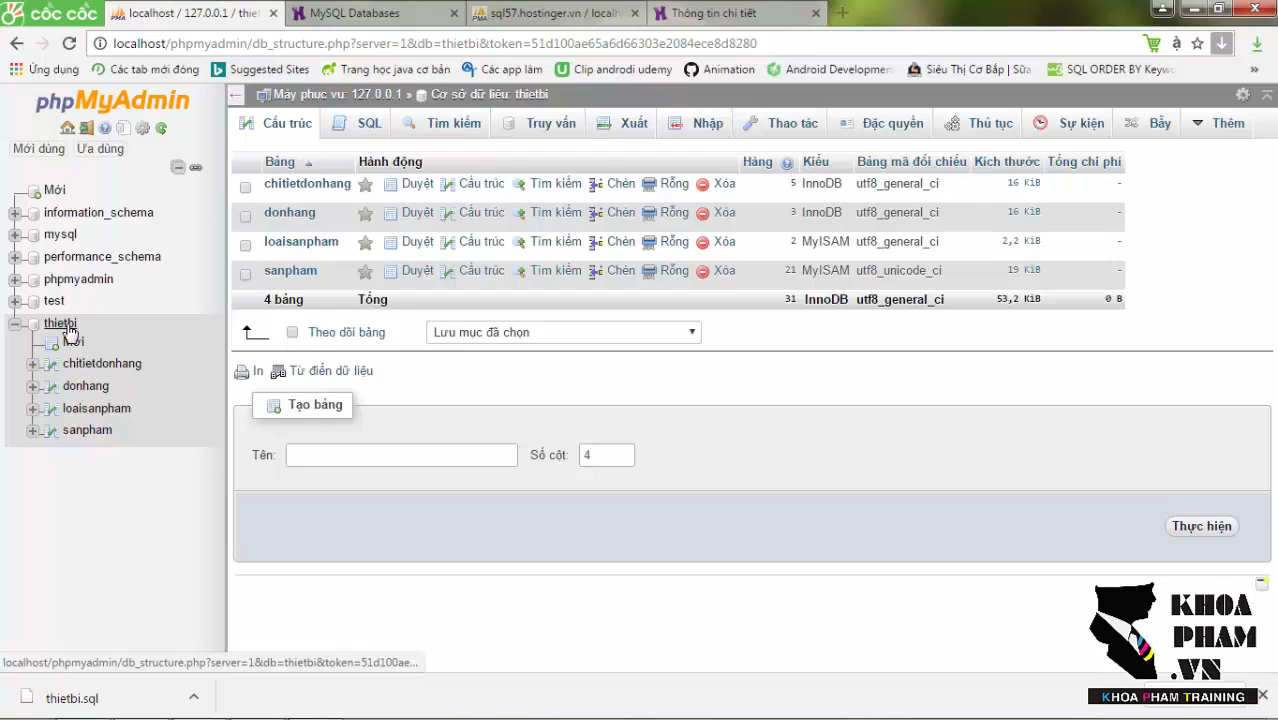 cốc cốc
localhost / 127.0.0.1 / thiet
MySQL Databases
sql57.hostinger.vn / localh
Thông tin chi tiết
localhost/phpmyadmin/db_structure.php?server=1&db=thietbi&token=51d100ae65a6d66303e2084ece8d8280
Ứng dụng
Các tab mới đóng
Suggested Sites
Trang học java cơ bản
Các app làm
Clip androdi udemy
Animation
Android Developmen
Siêu Thị Cơ Bắp | Sữa
SQL ORDER BY Keyw
phpMyAdmin
Mới dùng
Ưa dùng
Mới
information_schema
mysql
performance_schema
phpmyadmin
test
thietbi
Mới
chitietdonhang
donhang
loaisanpham
sanpham
Máy phục vụ: 127.0.0.1 » Cơ sở dữ liệu: thietbi
Cấu trúc SQL Tìm kiếm Truy vấn Xuất Nhập Thao tác Đặc quyền Thủ tục Sự kiện Bẫy Thêm
Bảng Hành động Hàng Kiểu Bảng mã đối chiếu Kích thước Tổng chi phí
chitietdonhang Duyệt Cấu trúc Tìm kiếm Chèn Rỗng Xóa 5 InnoDB utf8_general_ci 16 KiB -
donhang Duyệt Cấu trúc Tìm kiếm Chèn Rỗng Xóa 3 InnoDB utf8_general_ci 16 KiB -
loaisanpham Duyệt Cấu trúc Tìm kiếm Chèn Rỗng Xóa 2 MyISAM utf8_general_ci 2,2 KiB -
sanpham Duyệt Cấu trúc Tìm kiếm Chèn Rỗng Xóa 21 MyISAM utf8_unicode_ci 19 KiB -
4 bảng Tổng 31 InnoDB utf8_general_ci 53,2 KiB 0 B
Theo dõi bảng Lưu mục đã chọn
In Từ điển dữ liệu
Tạo bảng
Tên: Số cột: 4
Thực hiện
localhost/phpmyadmin/db_structure.php?server=1&db=thietbi&token=51d100ae...
thietbi.sql
KHOA
PHAM
.VN
KHOA PHAM TRAINING